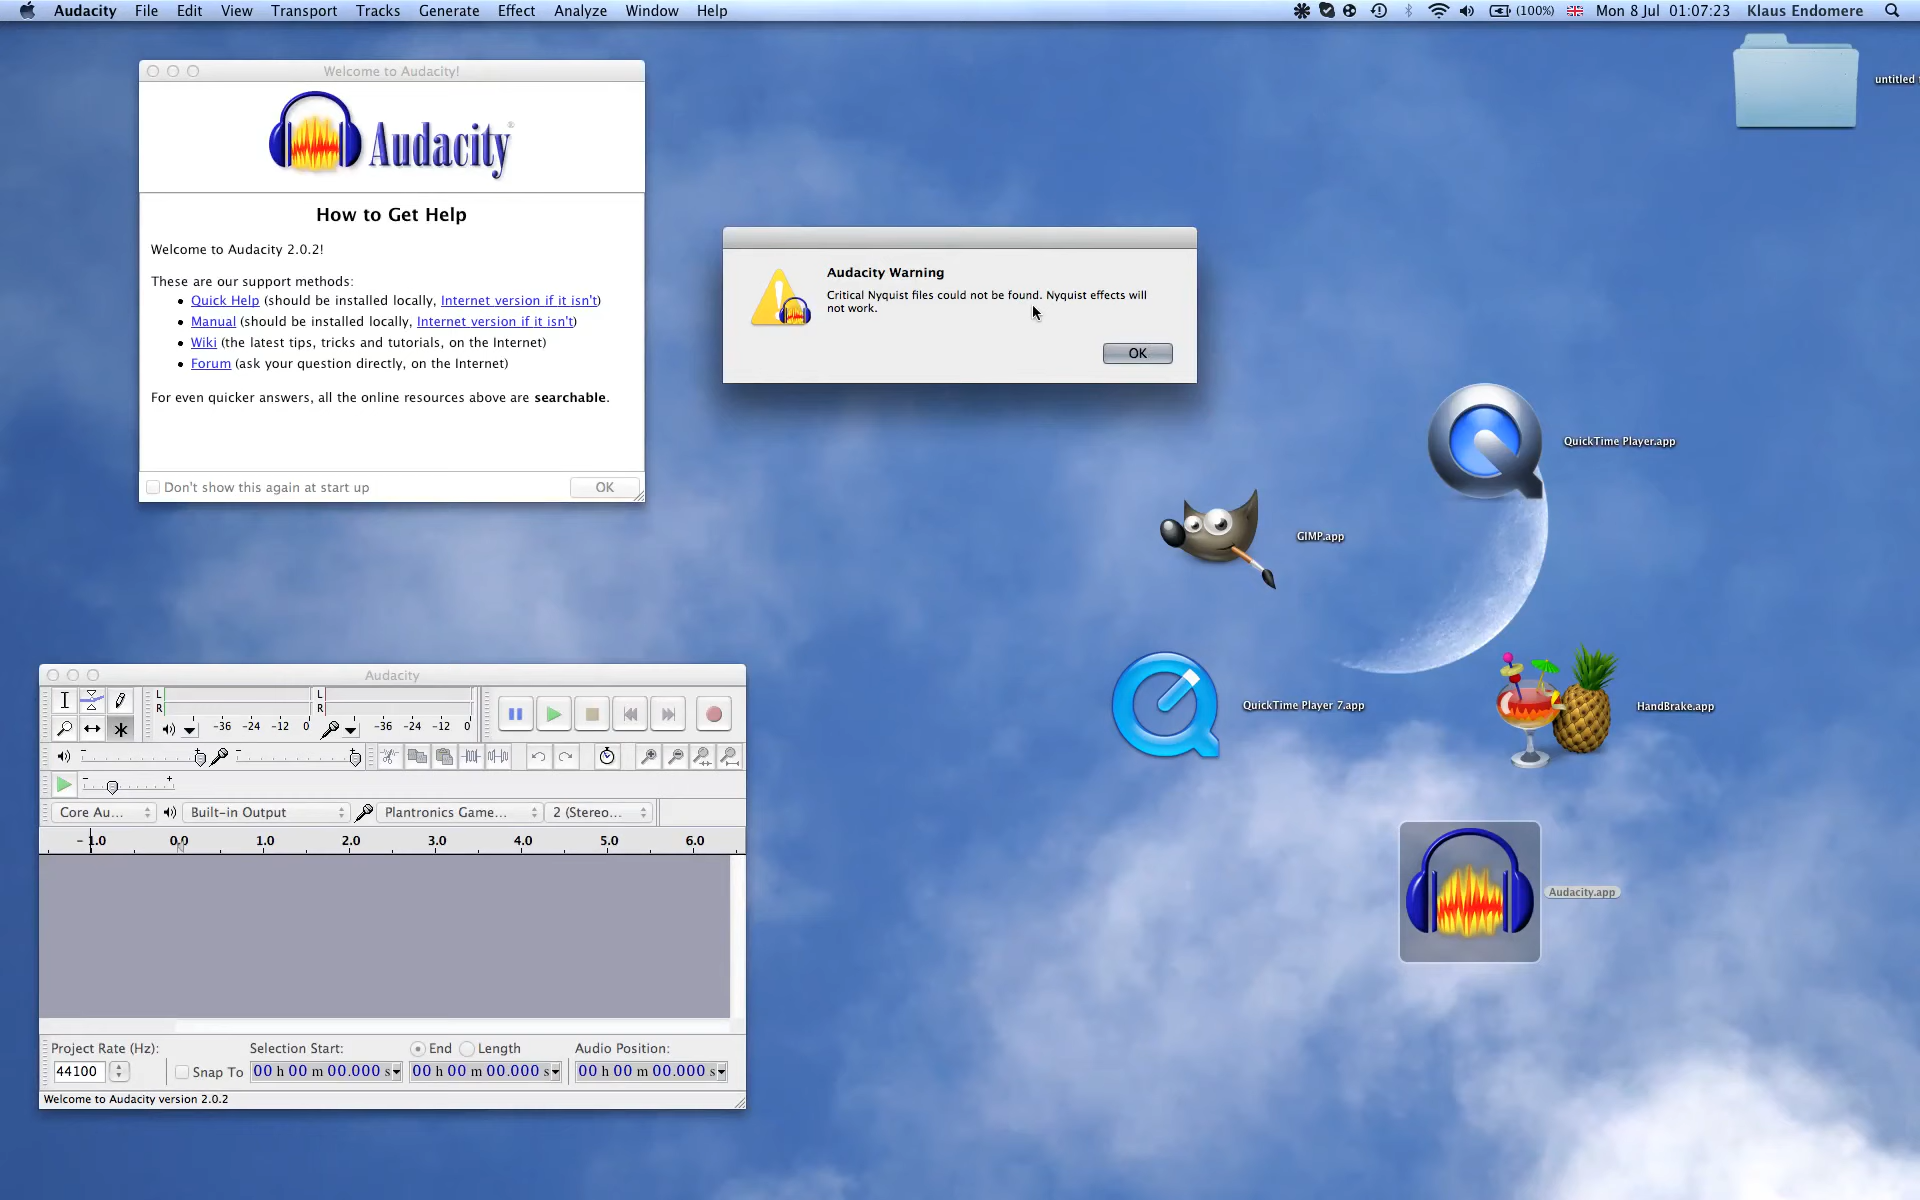 Audacity File Edit View Transport Tracks Generate Effect Analyze Window Help
(100%) Mon 8 Jul 01:07:23 Klaus Endomere
untitled
Welcome to Audacity!
Audacity®
How to Get Help
Welcome to Audacity 2.0.2!
These are our support methods:
• Quick Help (should be installed locally, Internet version if it isn't)
• Manual (should be installed locally, Internet version if it isn't)
• Wiki (the latest tips, tricks and tutorials, on the Internet)
• Forum (ask your question directly, on the Internet)
For even quicker answers, all the online resources above are searchable.
Don't show this again at start up
OK
Audacity Warning
Critical Nyquist files could not be found. Nyquist effects will
not work.
OK
QuickTime Player.app
GIMP.app
QuickTime Player 7.app
HandBrake.app
Audacity.app
Audacity
L
R
-36 -24 -12 0
L
R
-36 -24 -12 0
- + - +
- +
Core Au... Built-in Output Plantronics Game... 2 (Stereo...
- 1.0 0.0 1.0 2.0 3.0 4.0 5.0 6.0
Project Rate (Hz): Selection Start: End Length Audio Position:
44100 Snap To 00 h 00 m 00.000 s 00 h 00 m 00.000 s 00 h 00 m 00.000 s
Welcome to Audacity version 2.0.2